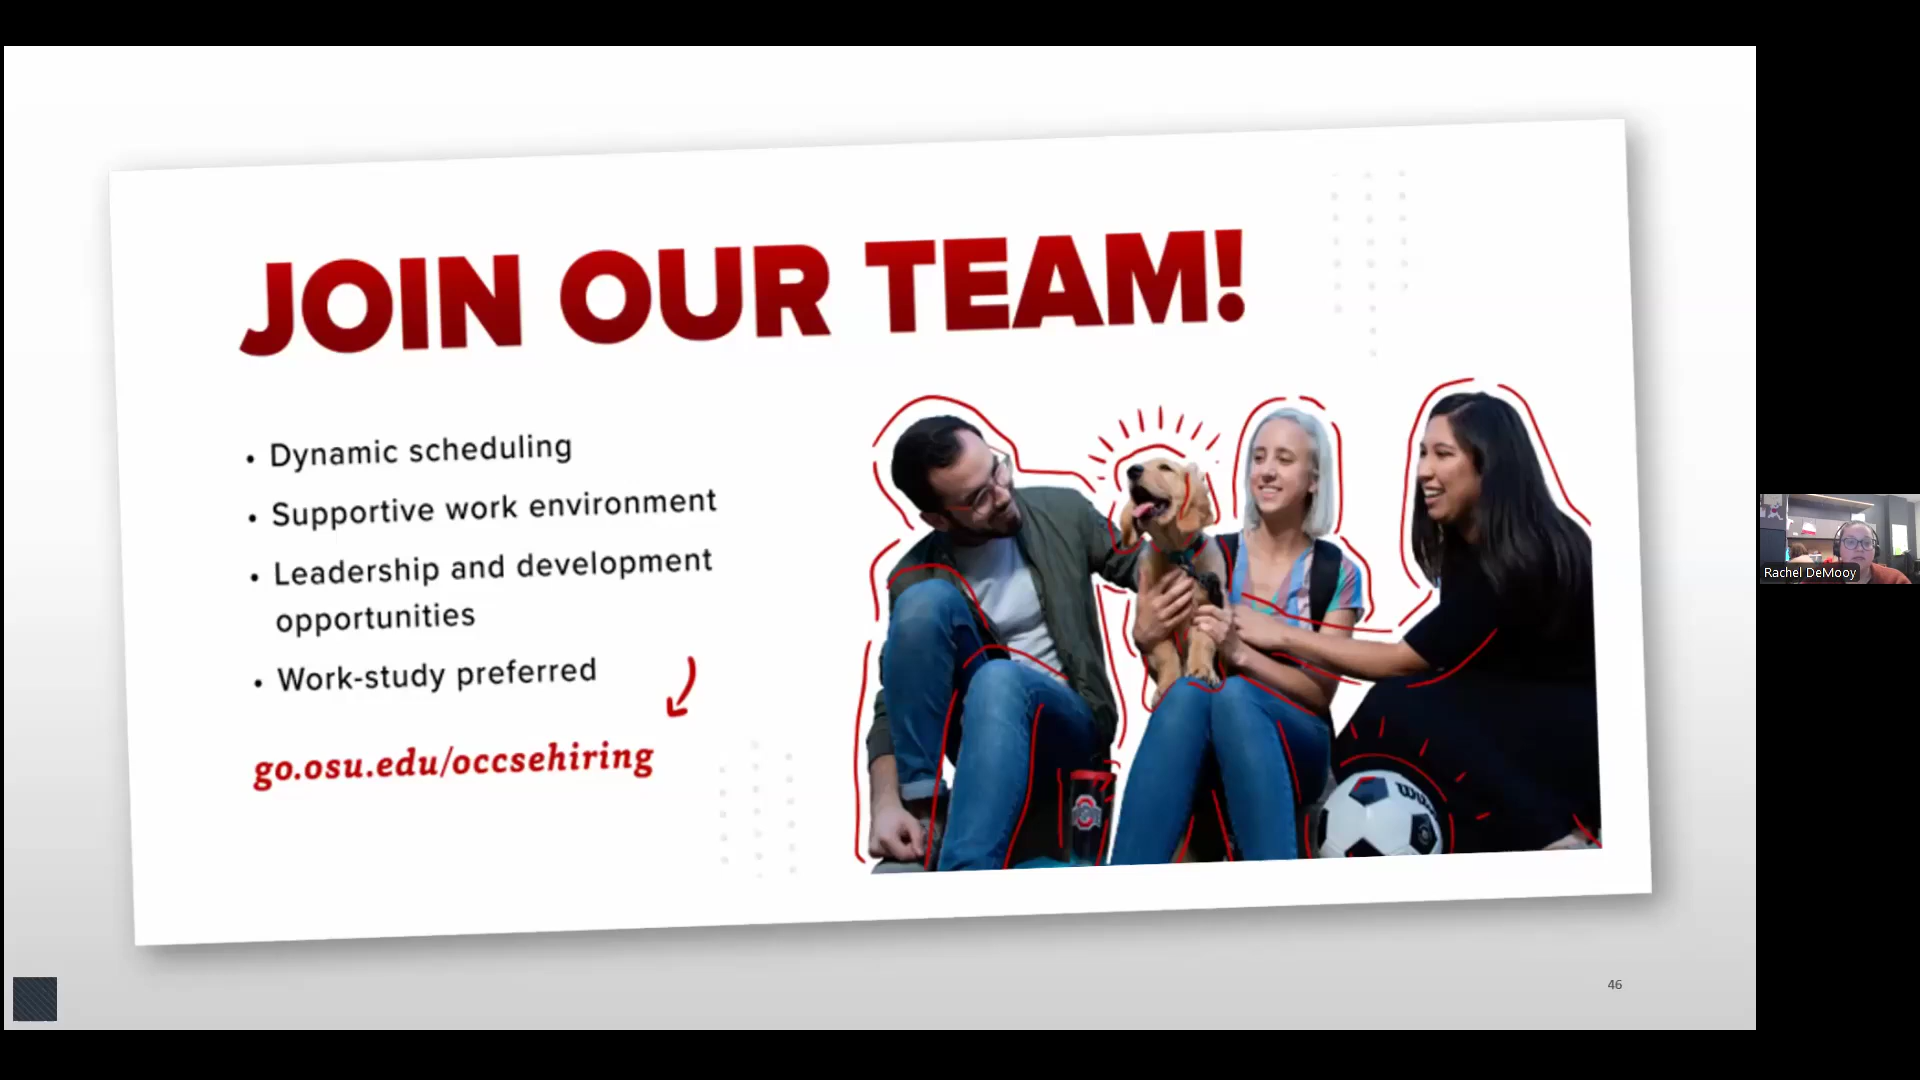 JOIN OUR TEAM!
• Dynamic scheduling
• Supportive work environment
• Leadership and development
opportunities
• Work-study preferred
go.osu.edu/occsehiring
46
Rachel DeMooy